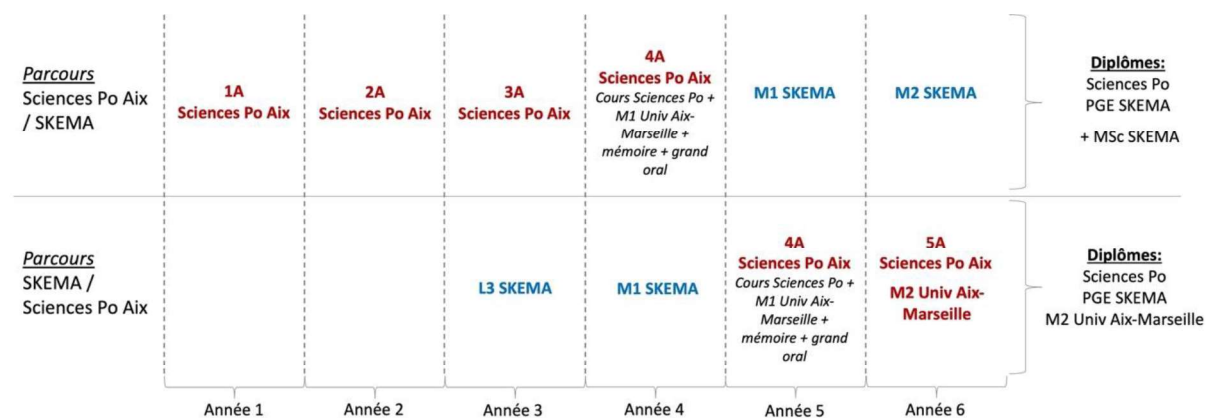 Parcours
Sciences Po Aix
/ SKEMA
1A
Sciences Po Aix
2A
Sciences Po Aix
3A
Sciences Po Aix
4A
Sciences Po Aix
Cours Sciences Po +
M1 Univ Aix-
Marseille +
mémoire + grand
oral
M1 SKEMA
M2 SKEMA
Diplômes:
Sciences Po
PGE SKEMA
+ MSc SKEMA
Parcours
SKEMA /
Sciences Po Aix
L3 SKEMA
M1 SKEMA
4A
Sciences Po Aix
Cours Sciences Po +
M1 Univ Aix-
Marseille +
mémoire + grand
oral
5A
Sciences Po Aix
M2 Univ Aix-
Marseille
Diplômes:
Sciences Po
PGE SKEMA
M2 Univ Aix-Marseille
Année 1
Année 2
Année 3
Année 4
Année 5
Année 6